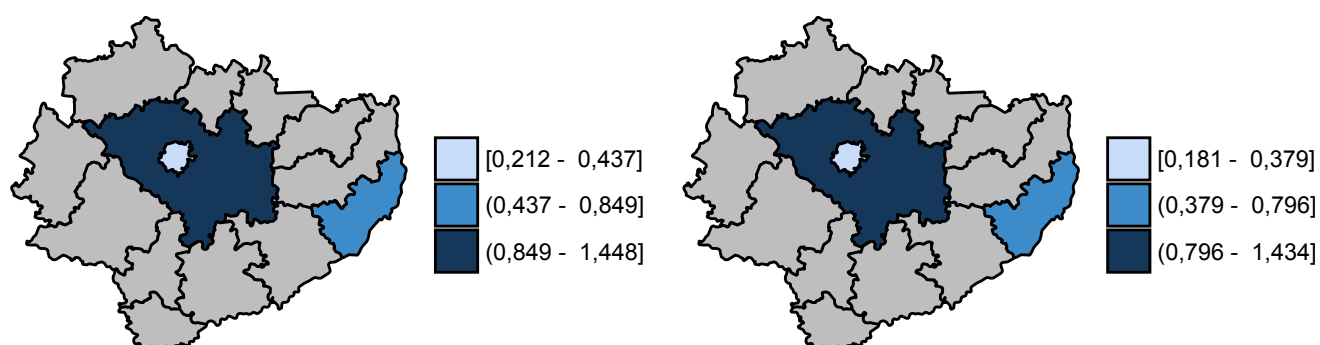 [0,212 - 0,437]
(0,437 - 0,849]
(0,849 - 1,448]
[0,181 - 0,379]
(0,379 - 0,796]
(0,796 - 1,434]